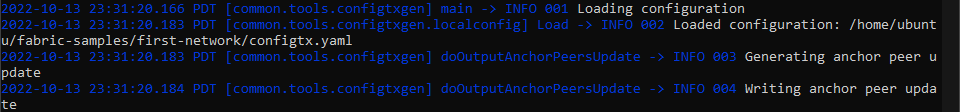 2022-10-13 23:31:20.166 PDT [common.tools.configtxgen] main -> INFO 001 Loading configuration
2022-10-13 23:31:20.183 PDT [common.tools.configtxgen.localconfig] Load -> INFO 002 Loaded configuration: /home/ubunt
u/fabric-samples/first-network/configtx.yaml
2022-10-13 23:31:20.183 PDT [common.tools.configtxgen] doOutputAnchorPeersUpdate -> INFO 003 Generating anchor peer u
pdate
2022-10-13 23:31:20.184 PDT [common.tools.configtxgen] doOutputAnchorPeersUpdate -> INFO 004 Writing anchor peer upda
te